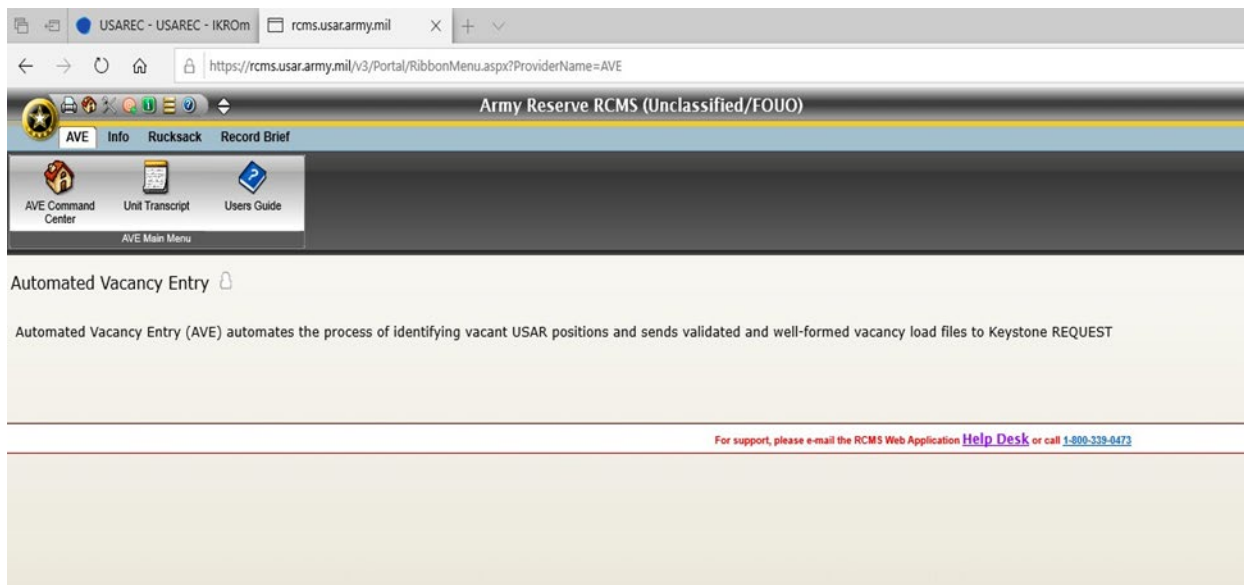 USAREC - USAREC - IKROm
rcms.usar.army.mil
https://rcms.usar.army.mil/v3/Portal/RibbonMenu.aspx?ProviderName=AVE
Army Reserve RCMS (Unclassified/FOUO)
AVE Info Rucksack Record Brief
AVE Command Center
Unit Transcript
Users Guide
AVE Main Menu
Automated Vacancy Entry
Automated Vacancy Entry (AVE) automates the process of identifying vacant USAR positions and sends validated and well-formed vacancy load files to Keystone REQUEST
For support, please e-mail the RCMS Web Application Help Desk or call 1-800-339-0473